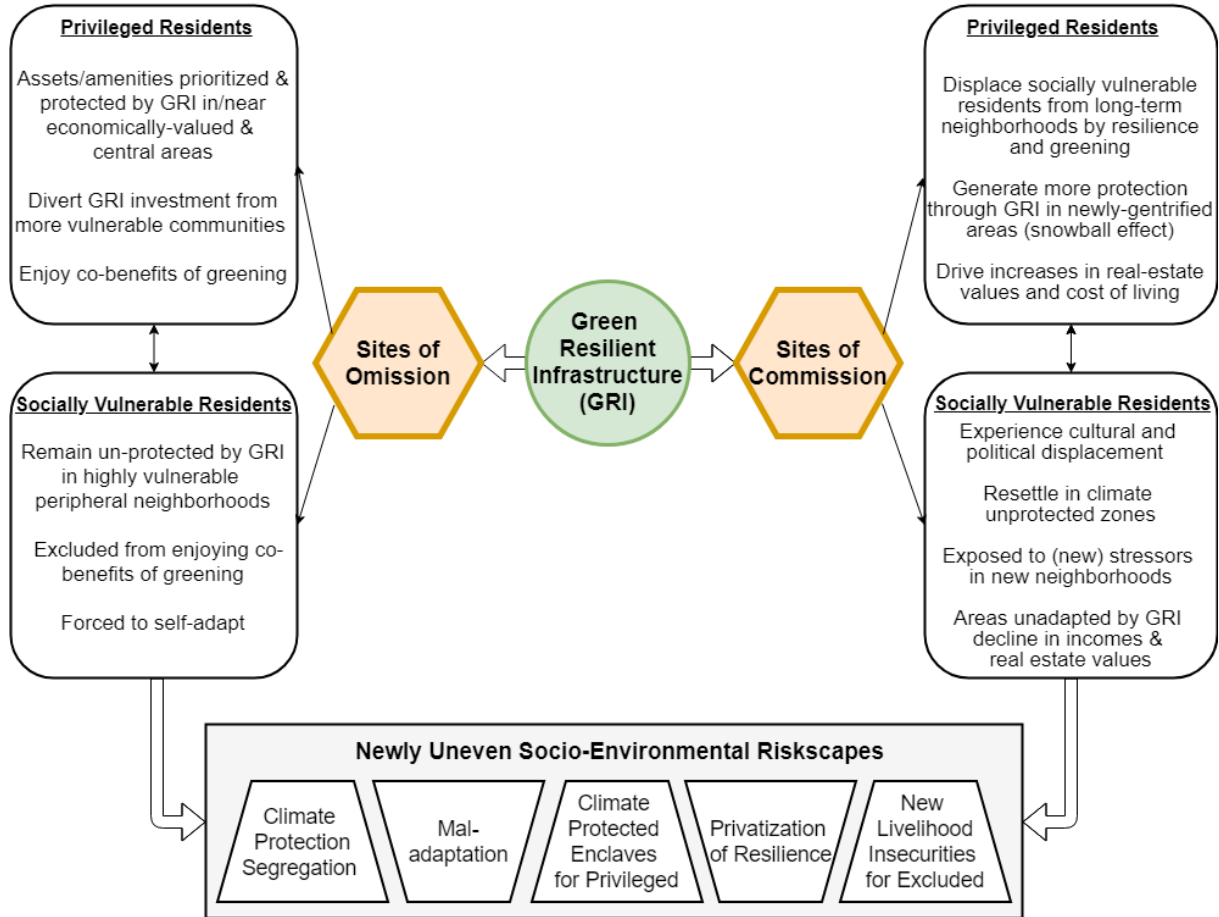 Privileged Residents
Assets/amenities prioritized &
protected by GRI in/near
economically-valued &
central areas
Divert GRI investment from
more vulnerable communities
Enjoy co-benefits of greening
Socially Vulnerable Residents
Remain un-protected by GRI
in highly vulnerable
peripheral neighborhoods
Excluded from enjoying co-
benefits of greening
Forced to self-adapt
Sites of
Omission
Green
Resilient
Infrastructure
(GRI)
Sites of
Commission
Privileged Residents
Displace socially vulnerable
residents from long-term
neighborhoods by resilience
and greening
Generate more protection
through GRI in newly-gentrified
areas (snowball effect)
Drive increases in real-estate
values and cost of living
Socially Vulnerable Residents
Experience cultural and
political displacement
Resettle in climate
unprotected zones
Exposed to (new) stressors
in new neighborhoods
Areas unadapted by GRI
decline in incomes &
real estate values
Newly Uneven Socio-Environmental Riskscapes
Climate
Protection
Segregation
Mal-
adaptation
Climate
Protected
Enclaves
for Privileged
Privatization
of Resilience
New
Livelihood
Insecurities
for Excluded